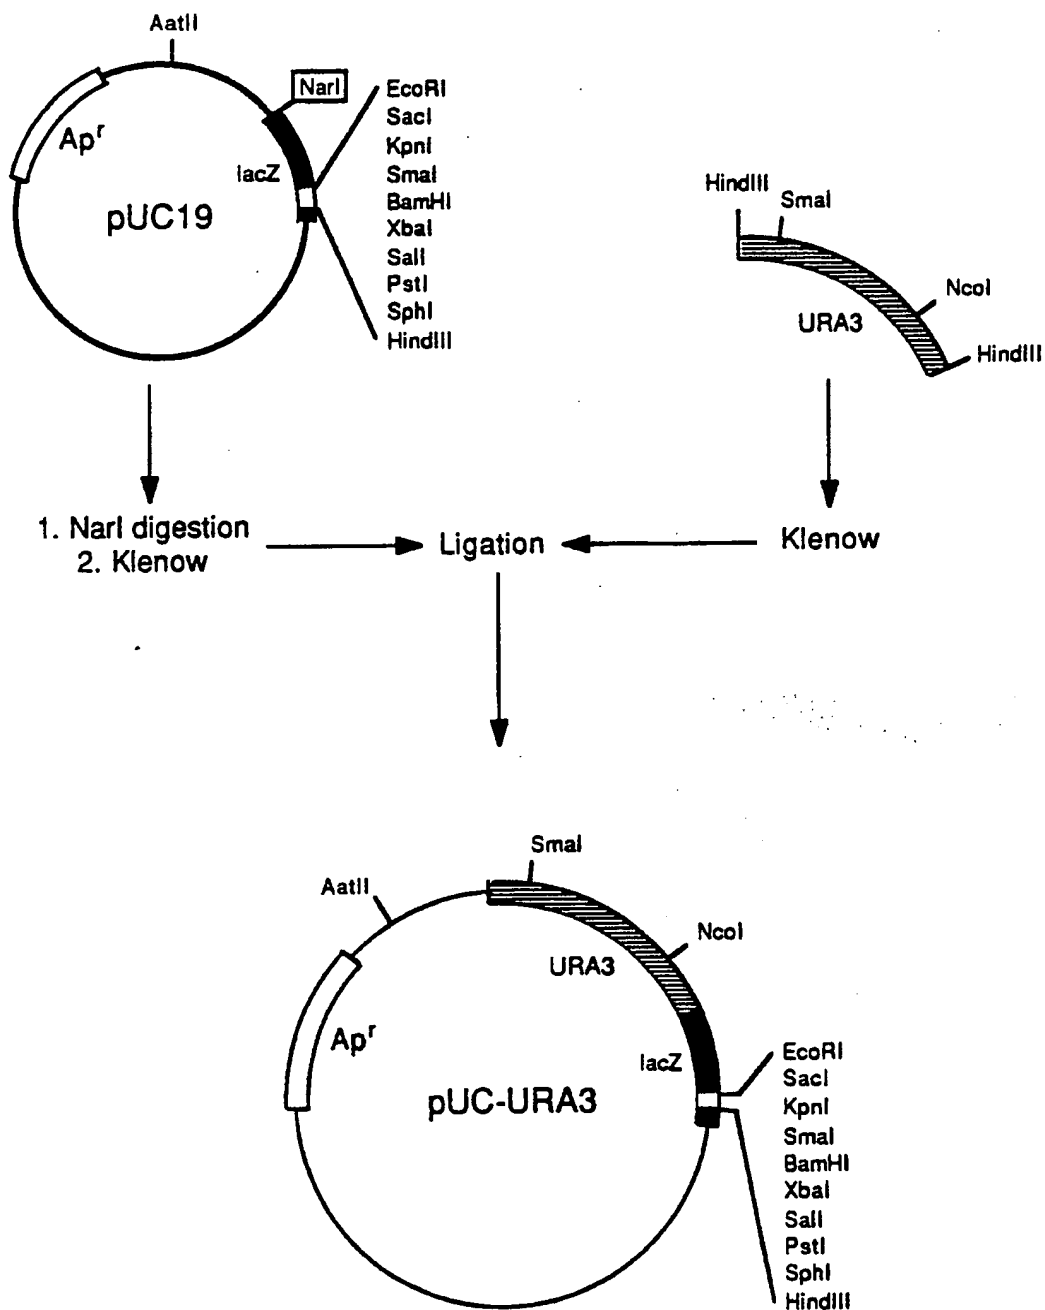 AatII
NarI
EcoRI
SacI
KpnI
SmaI
BamHI
XbaI
SalI
PstI
SphI
HindIII
Apr
lacZ
pUC19
HindIII
SmaI
NcoI
URA3
HindIII
1. NarI digestion
2. Klenow
Ligation
Klenow
SmaI
AatII
NcoI
URA3
Apr
lacZ
pUC-URA3
EcoRI
SacI
KpnI
SmaI
BamHI
XbaI
SalI
PstI
SphI
HindIII